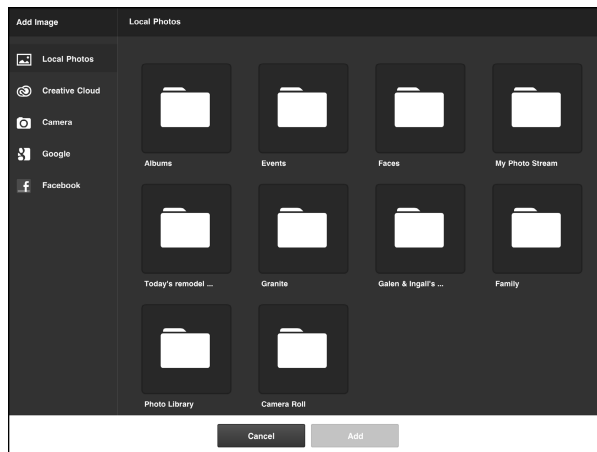 Add Image
Local Photos
Local Photos
Creative Cloud
Camera
Google
Facebook
Albums
Events
Faces
My Photo Stream
Today's remodel ...
Granite
Galen & Ingall's ...
Family
Photo Library
Camera Roll
Cancel
Add